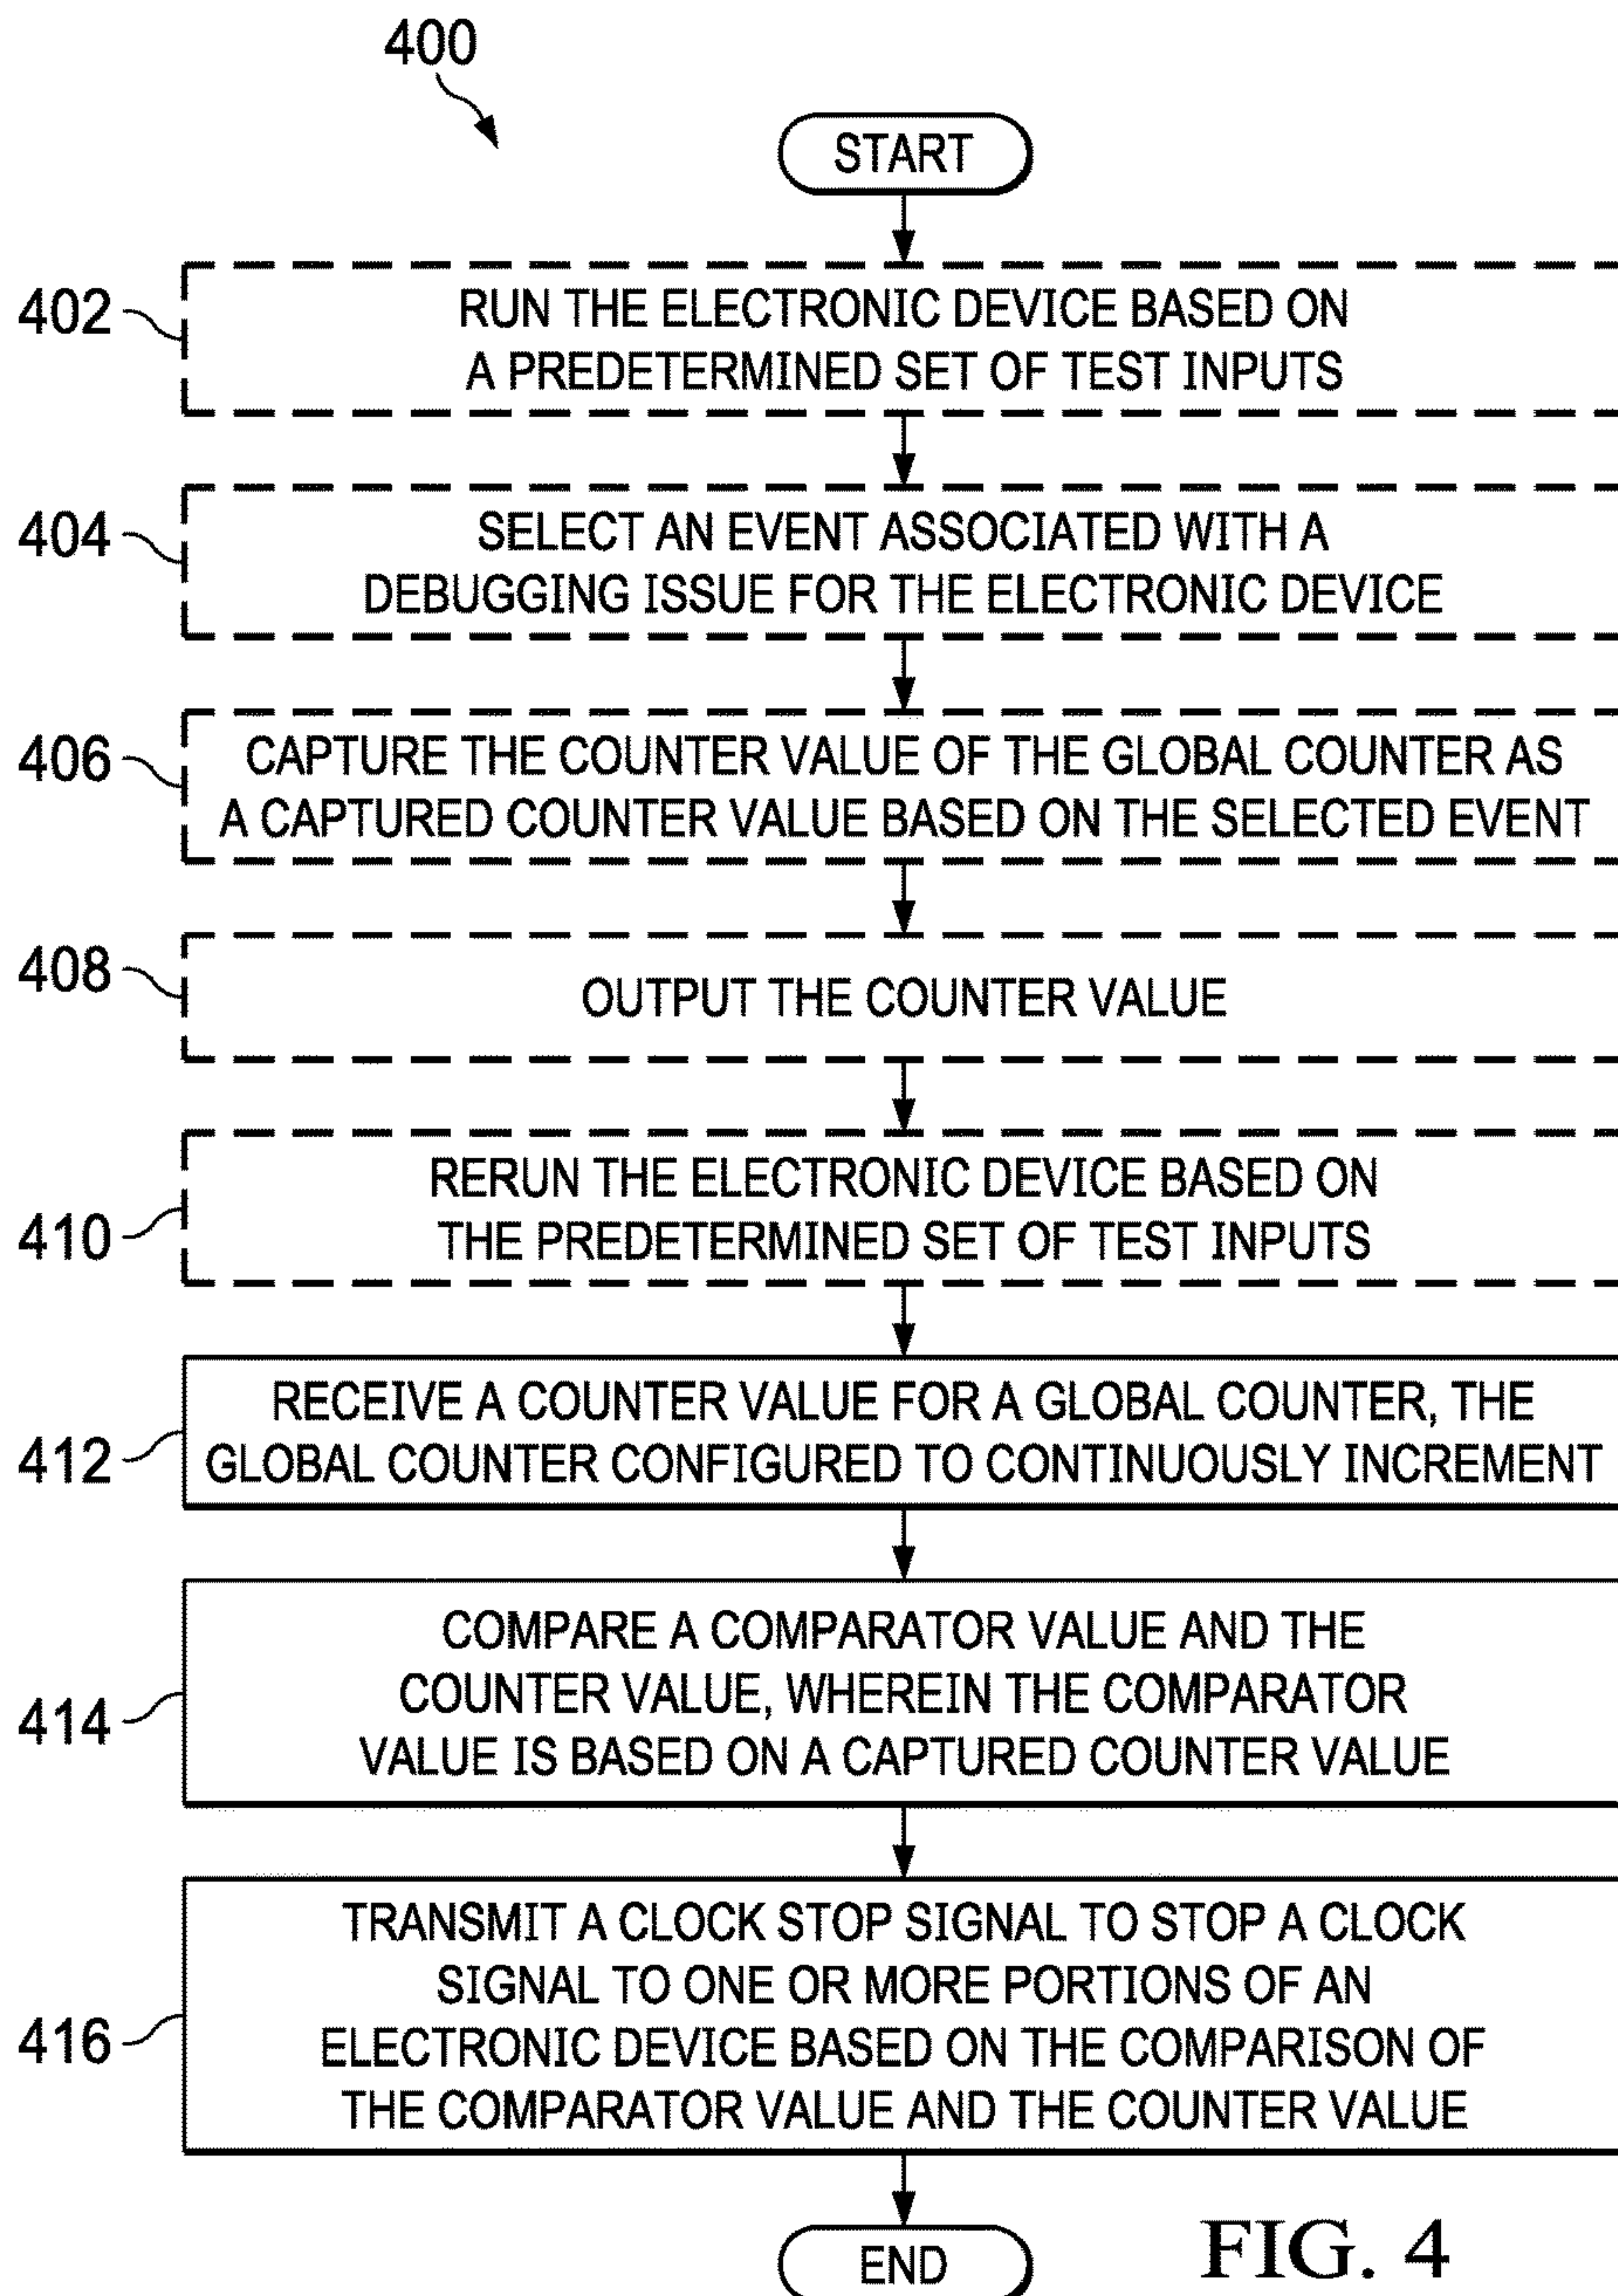 400
START
402
RUN THE ELECTRONIC DEVICE BASED ON
A PREDETERMINED SET OF TEST INPUTS
404
SELECT AN EVENT ASSOCIATED WITH A
DEBUGGING ISSUE FOR THE ELECTRONIC DEVICE
406
CAPTURE THE COUNTER VALUE OF THE GLOBAL COUNTER AS
A CAPTURED COUNTER VALUE BASED ON THE SELECTED EVENT
408
OUTPUT THE COUNTER VALUE
410
RERUN THE ELECTRONIC DEVICE BASED ON
THE PREDETERMINED SET OF TEST INPUTS
412
RECEIVE A COUNTER VALUE FOR A GLOBAL COUNTER, THE
GLOBAL COUNTER CONFIGURED TO CONTINUOUSLY INCREMENT
414
COMPARE A COMPARATOR VALUE AND THE
COUNTER VALUE, WHEREIN THE COMPARATOR
VALUE IS BASED ON A CAPTURED COUNTER VALUE
416
TRANSMIT A CLOCK STOP SIGNAL TO STOP A CLOCK
SIGNAL TO ONE OR MORE PORTIONS OF AN
ELECTRONIC DEVICE BASED ON THE COMPARISON OF
THE COMPARATOR VALUE AND THE COUNTER VALUE
END
FIG. 4